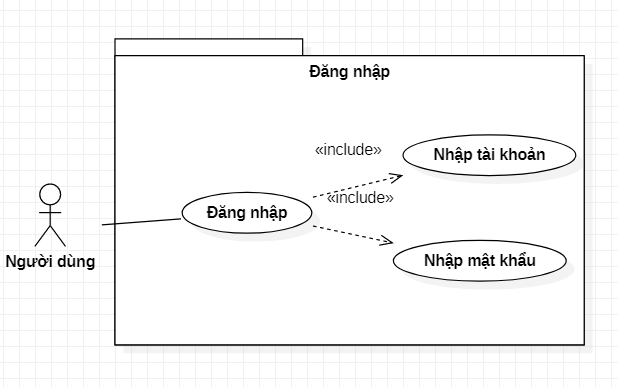 Đăng nhập
«include»
Nhập tài khoản
«include»
Đăng nhập
Người dùng
Nhập mật khẩu